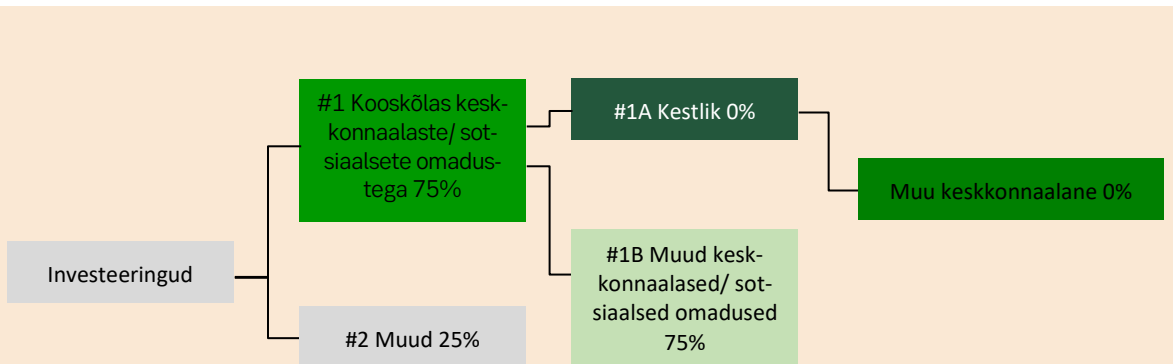 #1 Kooskõlas kesk-
konnaalaste/ sot-
siaalsete omadus-
tega 75%
#1A Kestlik 0%
Muu keskkonnaalane 0%
Investeeringud
#1B Muud kesk-
konnaalased/ sot-
siaalsed omadused
75%
#2 Muud 25%